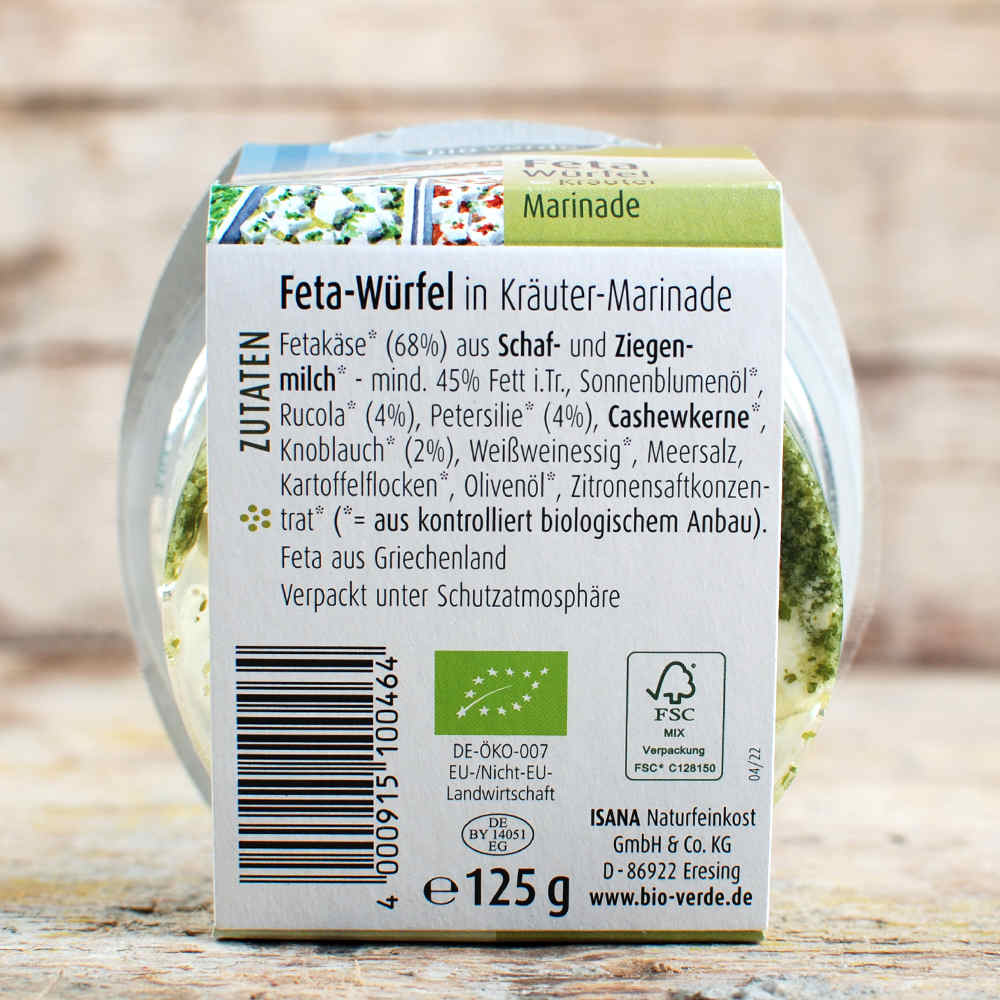 bio-verde
Feta
Würfel
Kräuter
Marinade
Feta-Würfel in Kräuter-Marinade
ZUTATEN
Fetakäse* (68%) aus Schaf- und Ziegen-
milch* - mind. 45% Fett i.Tr., Sonnenblumenöl*,
Rucola* (4%), Petersilie* (4%), Cashewkerne*,
Knoblauch* (2%), Weißweinessig*, Meersalz,
Kartoffelflocken*, Olivenöl*, Zitronensaftkonzen-
trat* (*= aus kontrolliert biologischem Anbau).
Feta aus Griechenland
Verpackt unter Schutzatmosphäre
4 000915 100464
DE-ÖKO-007
EU-/Nicht-EU-
Landwirtschaft
DE
BY 14051
EG
℮ 125 g
FSC
MIX
Verpackung
FSC® C128150
04/22
ISANA Naturfeinkost
GmbH & Co. KG
D - 86922 Eresing
www.bio-verde.de